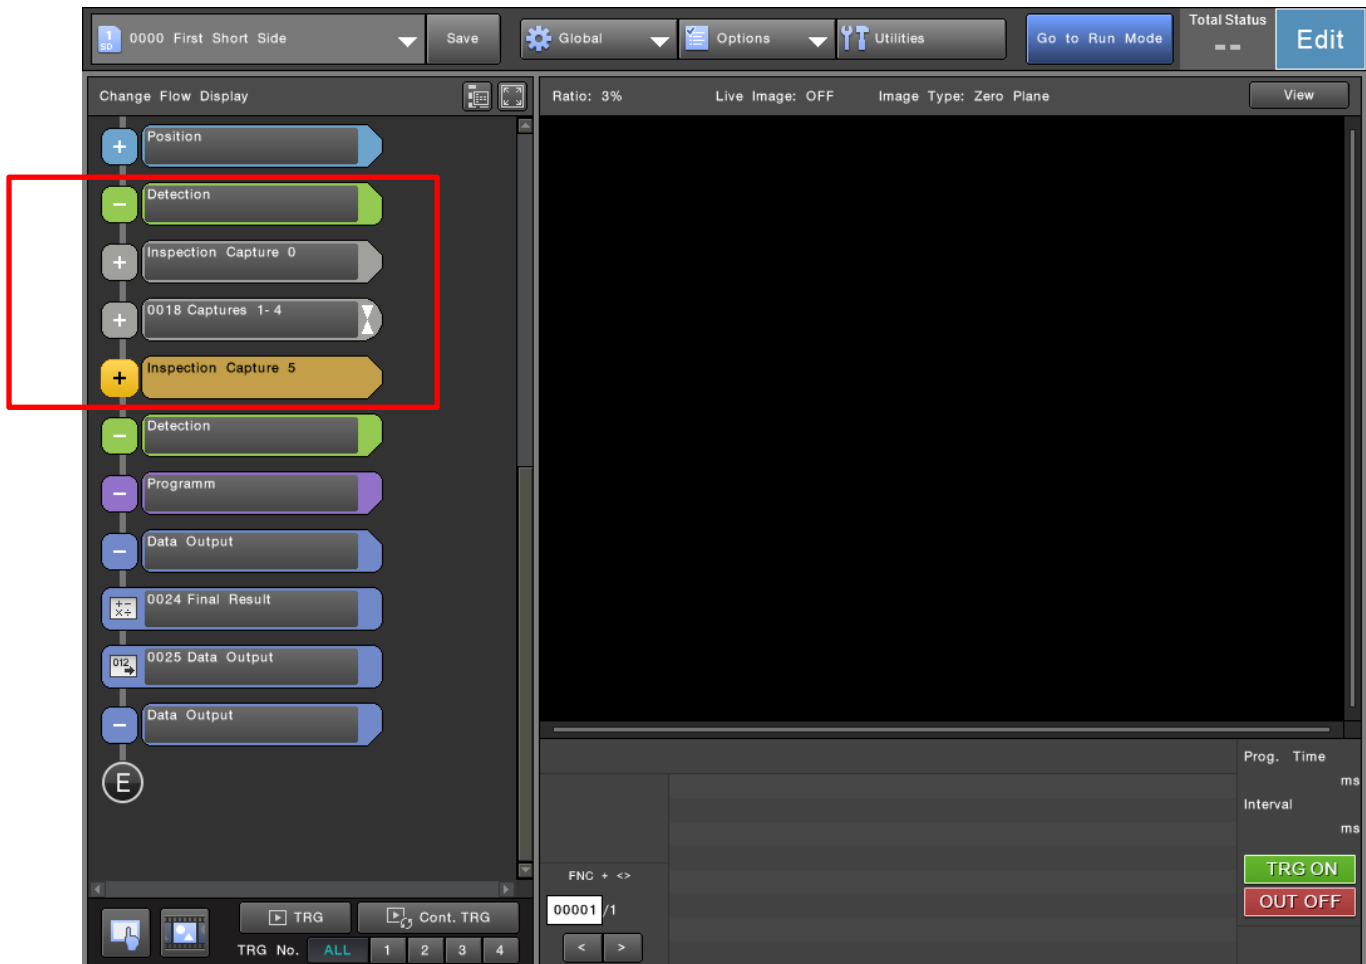 1
SD
0000 First Short Side
Save
Global
Options
Utilities
Go to Run Mode
Total Status
--
Edit
Change Flow Display
Ratio: 3%
Live Image: OFF
Image Type: Zero Plane
View
Position
Detection
Inspection Capture 0
0018 Captures 1-4
Inspection Capture 5
Detection
Programm
Data Output
0024 Final Result
012
0025 Data Output
Data Output
E
Prog. Time
ms
Interval
ms
TRG ON
OUT OFF
FNC + <>
00001 /1
< >
TRG
Cont. TRG
TRG No. ALL 1 2 3 4